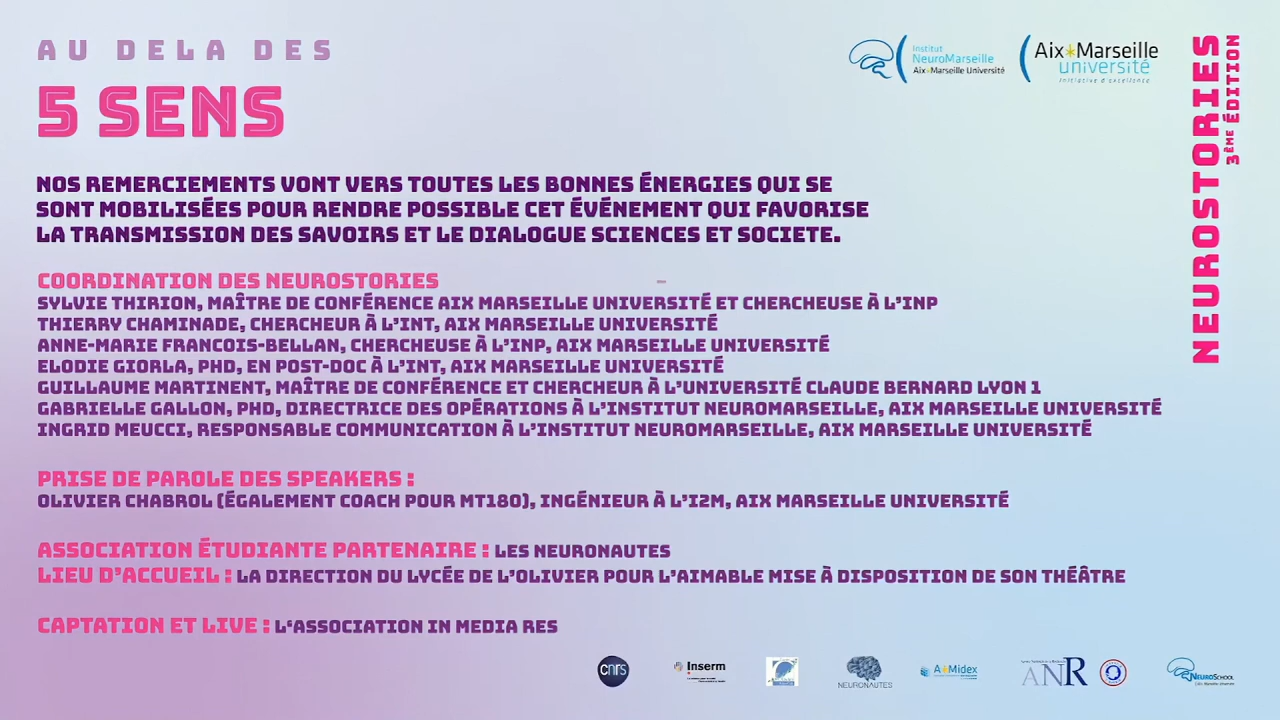 AU DELA DES
5 SENS
Institut
NeuroMarseille
Aix*Marseille Université
Aix*Marseille
université
Initiative d'excellence
NEUROSTORIES
3ÈME ÉDITION
NOS REMERCIEMENTS VONT VERS TOUTES LES BONNES ÉNERGIES QUI SE
SONT MOBILISÉES POUR RENDRE POSSIBLE CET ÉVÉNEMENT QUI FAVORISE
LA TRANSMISSION DES SAVOIRS ET LE DIALOGUE SCIENCES ET SOCIETE.
COORDINATION DES NEUROSTORIES
SYLVIE THIRION, MAÎTRE DE CONFÉRENCE AIX MARSEILLE UNIVERSITÉ ET CHERCHEUSE À L'INP
THIERRY CHAMINADE, CHERCHEUR À L'INT, AIX MARSEILLE UNIVERSITÉ
ANNE-MARIE FRANCOIS-BELLAN, CHERCHEUSE À L'INP, AIX MARSEILLE UNIVERSITÉ
ELODIE GIORLA, PHD, EN POST-DOC À L'INT, AIX MARSEILLE UNIVERSITÉ
GUILLAUME MARTINENT, MAÎTRE DE CONFÉRENCE ET CHERCHEUR À L'UNIVERSITÉ CLAUDE BERNARD LYON 1
GABRIELLE GALLON, PHD, DIRECTRICE DES OPÉRATIONS À L'INSTITUT NEUROMARSEILLE, AIX MARSEILLE UNIVERSITÉ
INGRID MEUCCI, RESPONSABLE COMMUNICATION À L'INSTITUT NEUROMARSEILLE, AIX MARSEILLE UNIVERSITÉ
PRISE DE PAROLE DES SPEAKERS :
OLIVIER CHABROL (ÉGALEMENT COACH POUR MT180), INGÉNIEUR À L'I2M, AIX MARSEILLE UNIVERSITÉ
ASSOCIATION ÉTUDIANTE PARTENAIRE : LES NEURONAUTES
LIEU D'ACCUEIL : LA DIRECTION DU LYCÉE DE L'OLIVIER POUR L'AIMABLE MISE À DISPOSITION DE SON THÉÂTRE
CAPTATION ET LIVE : L'ASSOCIATION IN MEDIA RES
cnrs
Inserm
NEURONAUTES
A*Midex
ANR
NEUROSCHOOL